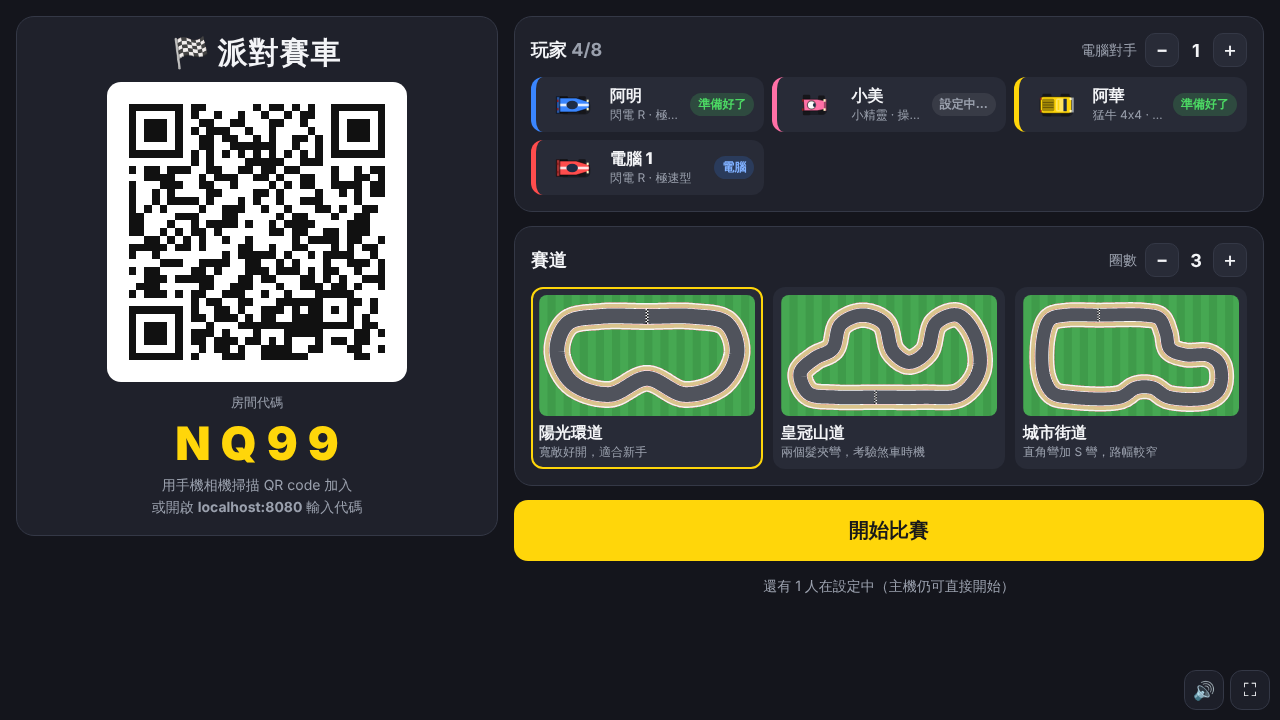 🏁 派對賽車
房間代碼
NQ99
用手機相機掃描 QR code 加入
或開啟 localhost:8080 輸入代碼
玩家 4/8
電腦對手 − 1 +
阿明
閃電 R · 極...
準備好了
小美
小精靈 · 操...
設定中...
阿華
猛牛 4x4 · ...
準備好了
電腦 1
閃電 R · 極速型
電腦
賽道
圈數 − 3 +
陽光環道
寬敞好開，適合新手
皇冠山道
兩個髮夾彎，考驗煞車時機
城市街道
直角彎加 S 彎，路幅較窄
開始比賽
還有 1 人在設定中（主機仍可直接開始）